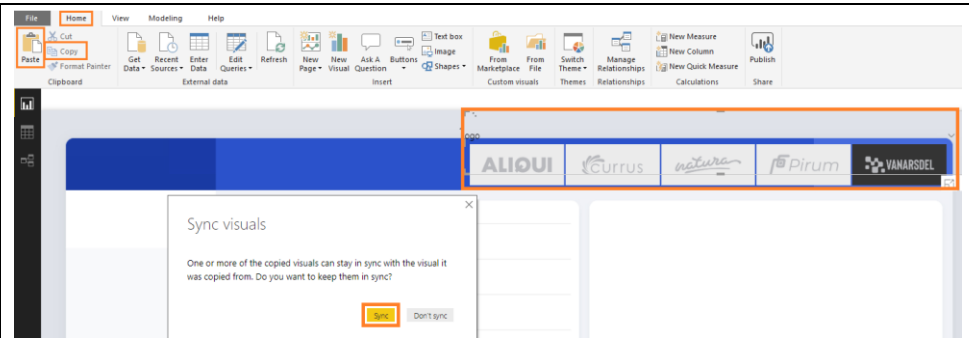 File Home View Modeling Help
Cut
Copy
Format Painter
Paste
Clipboard
Get Data
Recent Sources
Enter Data
Edit Queries
Refresh
External data
New Page
New Visual
Ask A Question
Buttons
Text box
Image
Shapes
Insert
From Marketplace
From File
Custom visuals
Switch Theme
Themes
Manage Relationships
Relationships
New Measure
New Column
New Quick Measure
Calculations
Publish
Share
Logo
ALIQUI Currus natura Pirum VANARSDEL
Sync visuals
One or more of the copied visuals can stay in sync with the visual it
was copied from. Do you want to keep them in sync?
Sync Don't sync